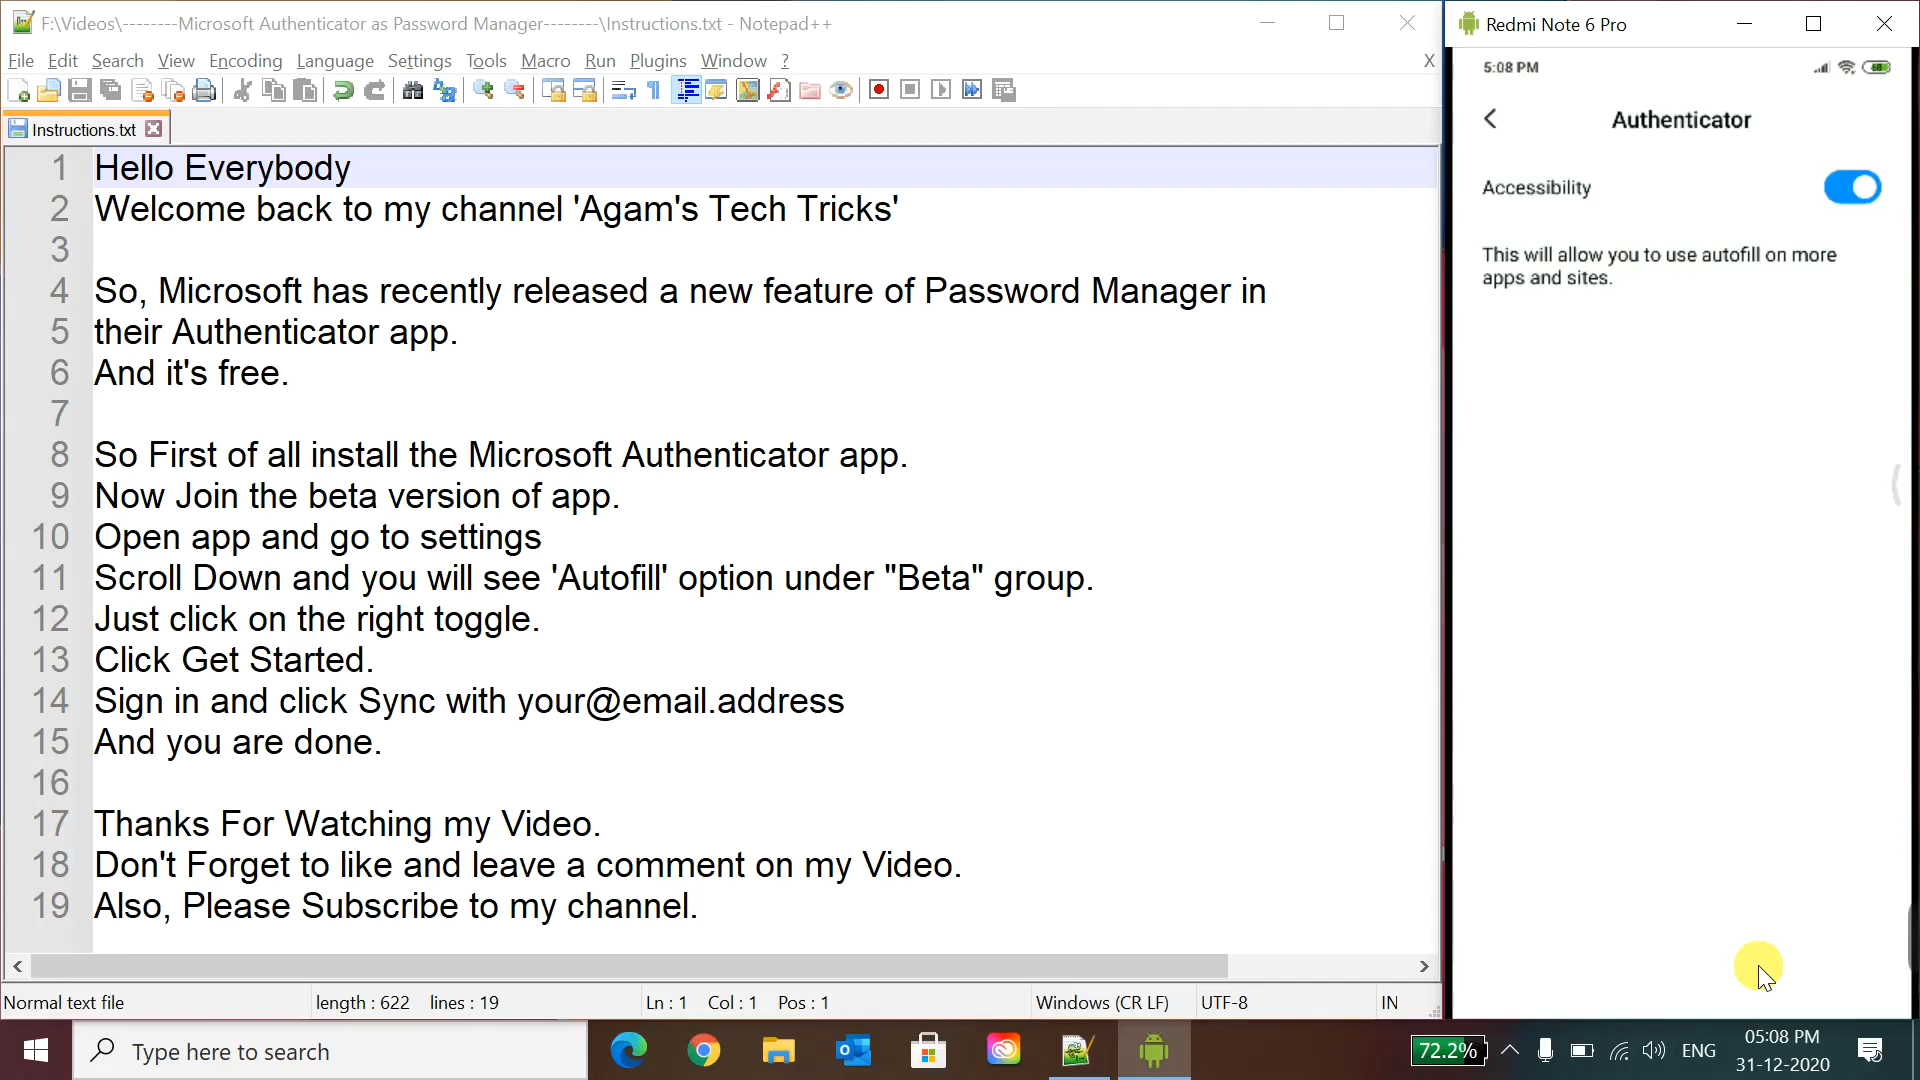 F:\Videos\--------Microsoft Authenticator as Password Manager--------\Instructions.txt - Notepad++
File Edit Search View Encoding Language Settings Tools Macro Run Plugins Window ? X
Instructions.txt
1 Hello Everybody
2 Welcome back to my channel 'Agam's Tech Tricks'
3
4 So, Microsoft has recently released a new feature of Password Manager in
5 their Authenticator app.
6 And it's free.
7
8 So First of all install the Microsoft Authenticator app.
9 Now Join the beta version of app.
10 Open app and go to settings
11 Scroll Down and you will see 'Autofill' option under "Beta" group.
12 Just click on the right toggle.
13 Click Get Started.
14 Sign in and click Sync with your@email.address
15 And you are done.
16
17 Thanks For Watching my Video.
18 Don't Forget to like and leave a comment on my Video.
19 Also, Please Subscribe to my channel.
Normal text file length : 622 lines : 19 Ln : 1 Col : 1 Pos : 1 Windows (CR LF) UTF-8 IN
Redmi Note 6 Pro
5:08 PM 68
Authenticator
Accessibility
This will allow you to use autofill on more
apps and sites.
Type here to search
72.2%
ENG
05:08 PM
31-12-2020